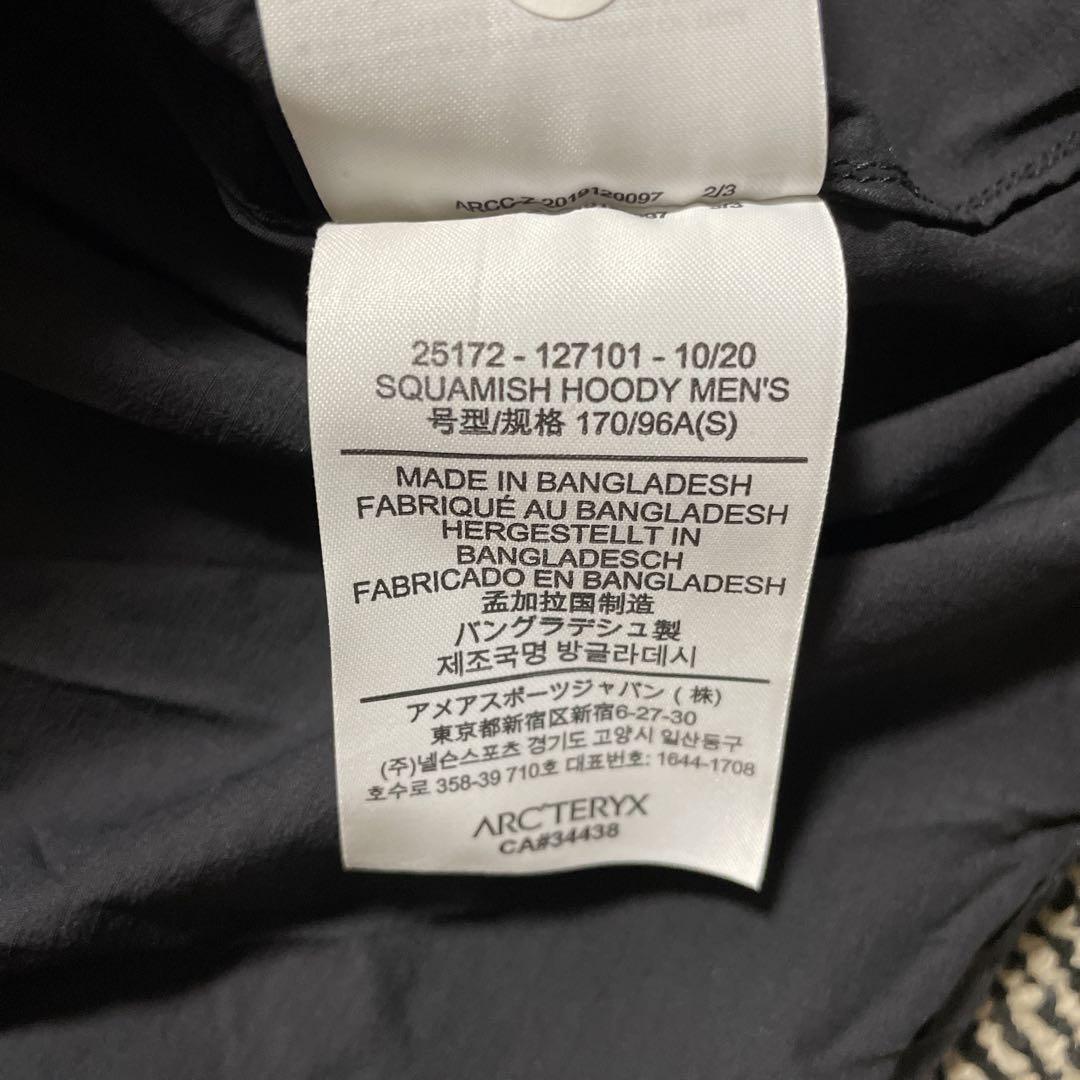 ARCC-Z 2019120097 2/3
25172 - 127101 - 10/20
SQUAMISH HOODY MEN'S
号型/规格 170/96A(S)
MADE IN BANGLADESH
FABRIQUÉ AU BANGLADESH
HERGESTELLT IN
BANGLADESCH
FABRICADO EN BANGLADESH
孟加拉国制造
バングラデシュ製
제조국명 방글라데시
アメアスポーツジャパン (株)
東京都新宿区新宿6-27-30
(주)넬슨스포츠 경기도 고양시 일산동구
호수로 358-39 710호 대표번호: 1644-1708
ARC'TERYX
CA#34438